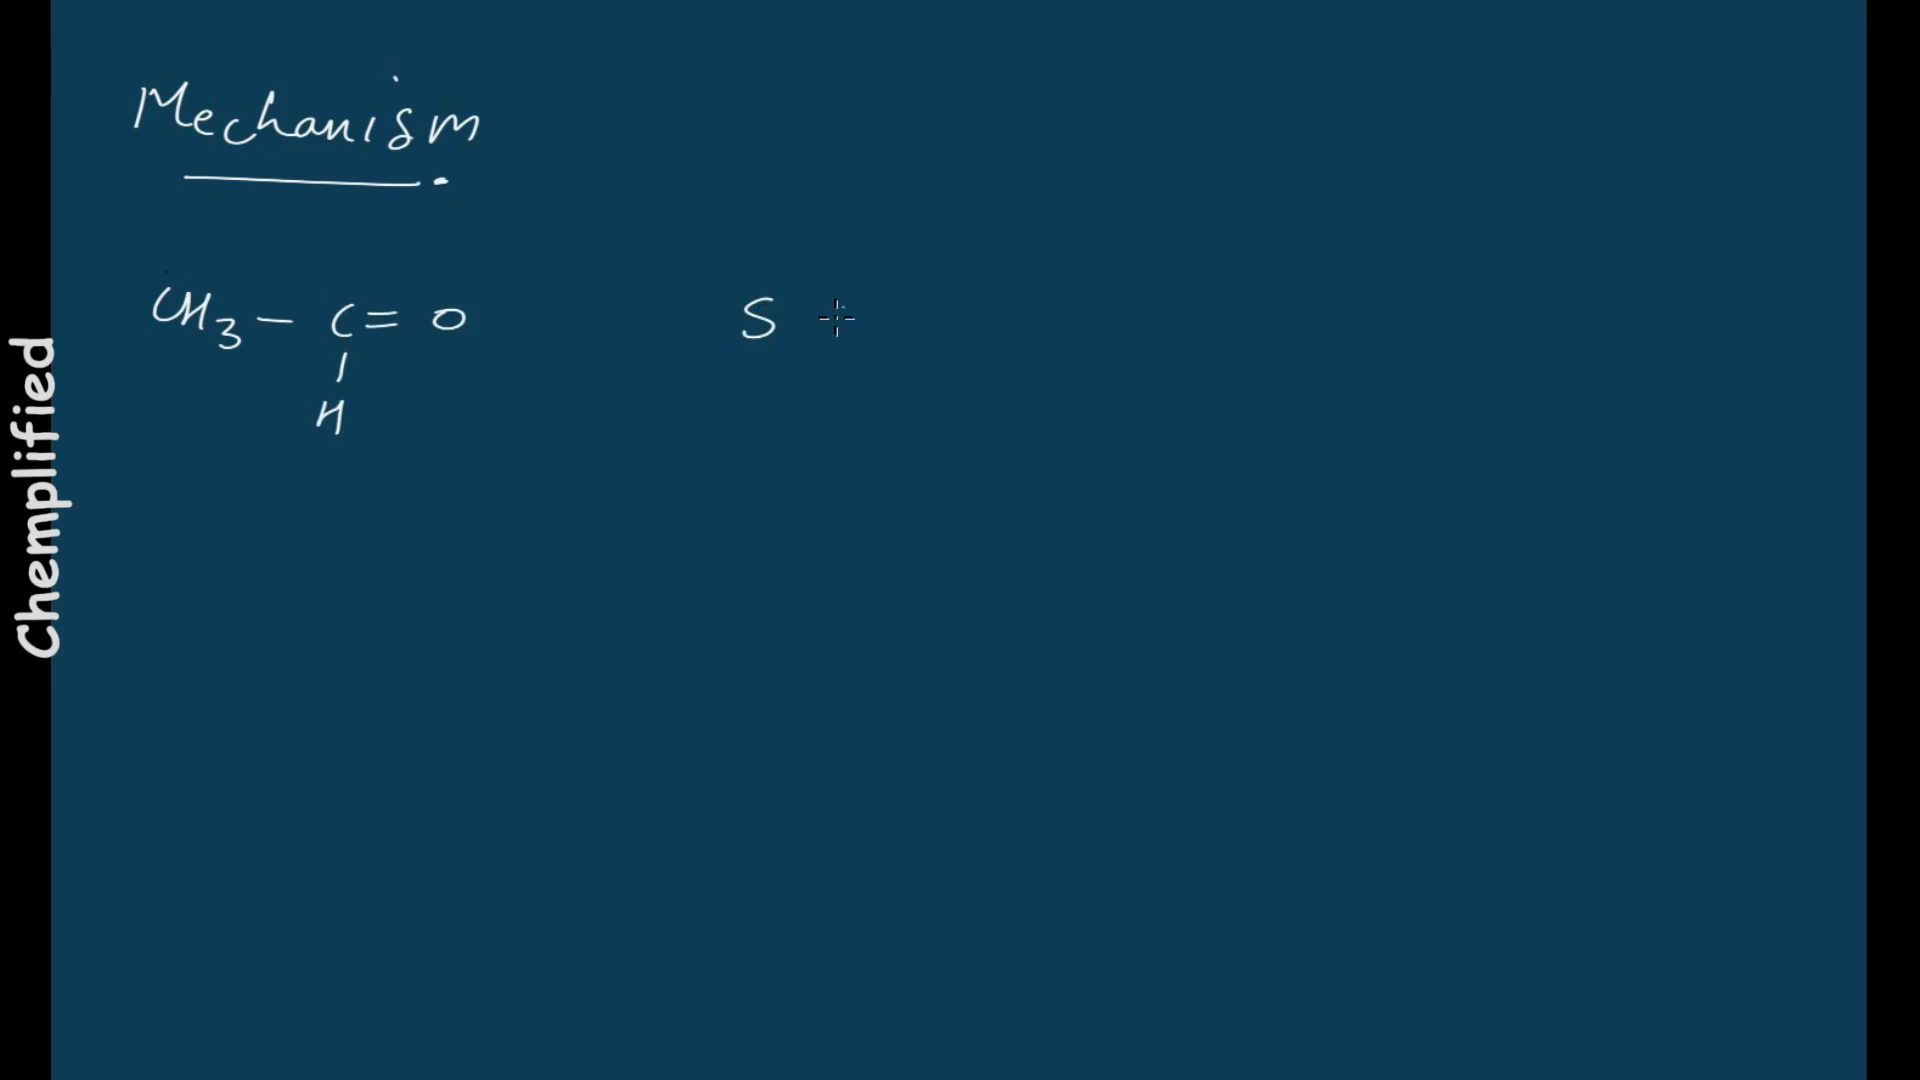 Mechanism
CH3 - C = O S
H
Chemplified